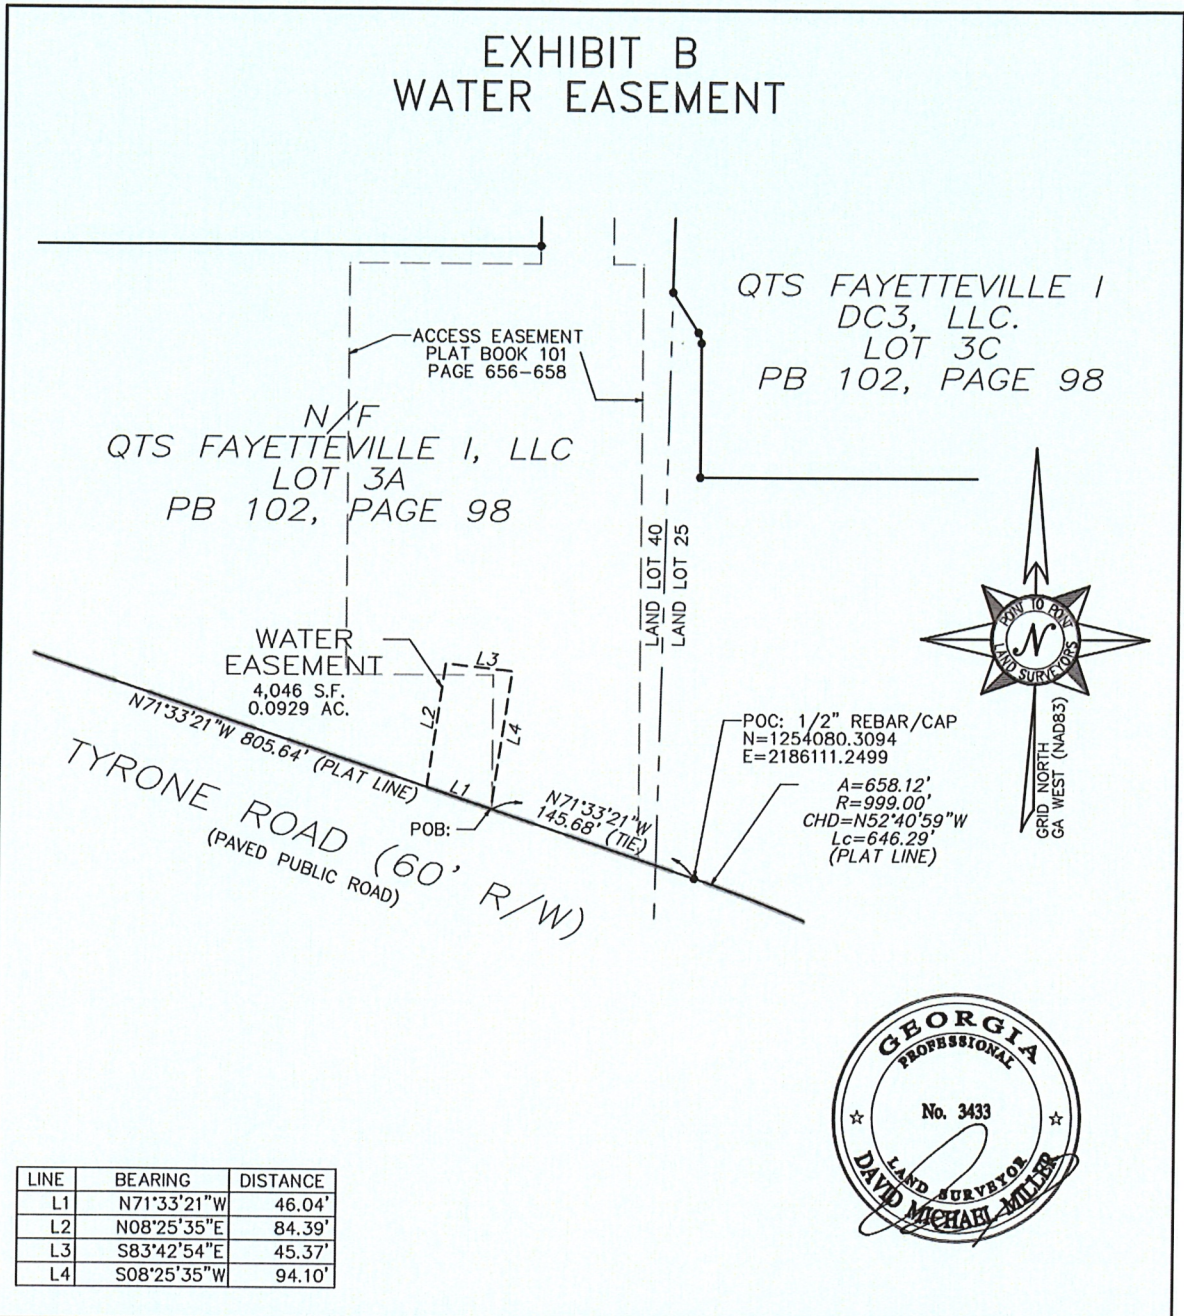 EXHIBIT B
WATER EASEMENT
QTS FAYETTEVILLE I
DC3, LLC.
LOT 3C
PB 102, PAGE 98
ACCESS EASEMENT
PLAT BOOK 101
PAGE 656-658
N/F
QTS FAYETTEVILLE I, LLC
LOT 3A
PB 102, PAGE 98
LAND LOT 40
LAND LOT 25
POINT TO POINT
N
LAND SURVEYORS
GRID NORTH
GA WEST (NAD83)
WATER
EASEMENT
4,046 S.F.
0.0929 AC.
L3
L2
L4
L1
N71°33'21"W 805.64' (PLAT LINE)
TYRONE ROAD (60' R/W)
(PAVED PUBLIC ROAD)
POB:
N71°33'21"W
145.68' (TIE)
POC: 1/2" REBAR/CAP
N=1254080.3094
E=2186111.2499
A=658.12',
R=999.00'
CHD=N52°40'59"W
Lc=646.29'
(PLAT LINE)
GEORGIA
PROFESSIONAL
No. 3433
LAND SURVEYOR
DAVID MICHAEL MILLER
LINE BEARING DISTANCE
L1 N71°33'21"W 46.04'
L2 N08°25'35"E 84.39'
L3 S83°42'54"E 45.37'
L4 S08°25'35"W 94.10'